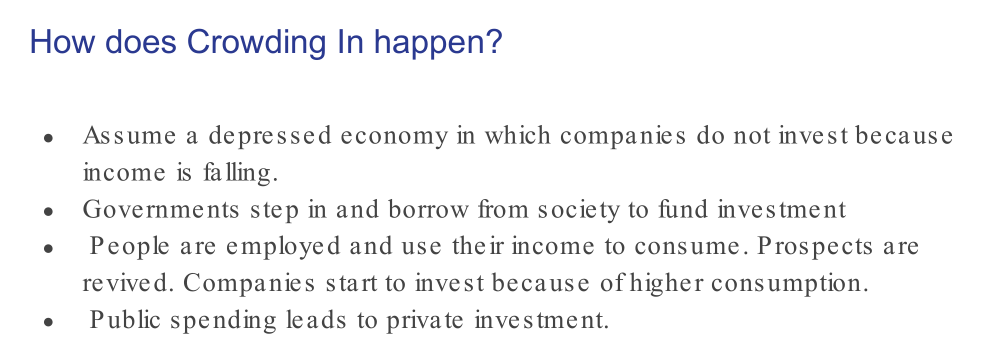 How does Crowding In happen?
● Assume a depressed economy in which companies do not invest because
income is falling.
● Governments step in and borrow from society to fund investment
● People are employed and use their income to consume. Prospects are
revived. Companies start to invest because of higher consumption.
● Public spending leads to private investment.